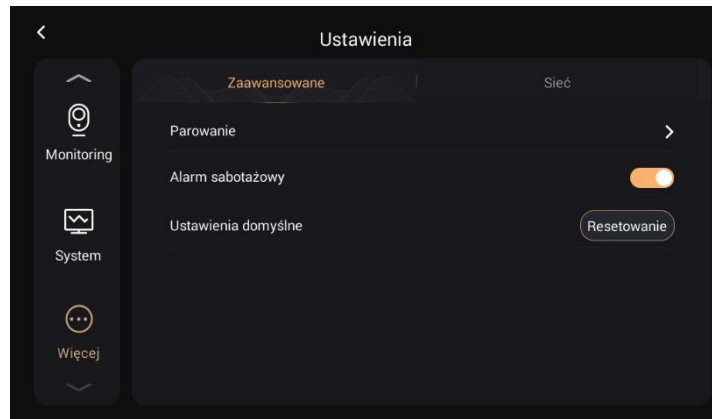 Ustawienia
Monitoring
System
Więcej
Zaawansowane
Sieć
Parowanie
Alarm sabotażowy
Ustawienia domyślne
Resetowanie